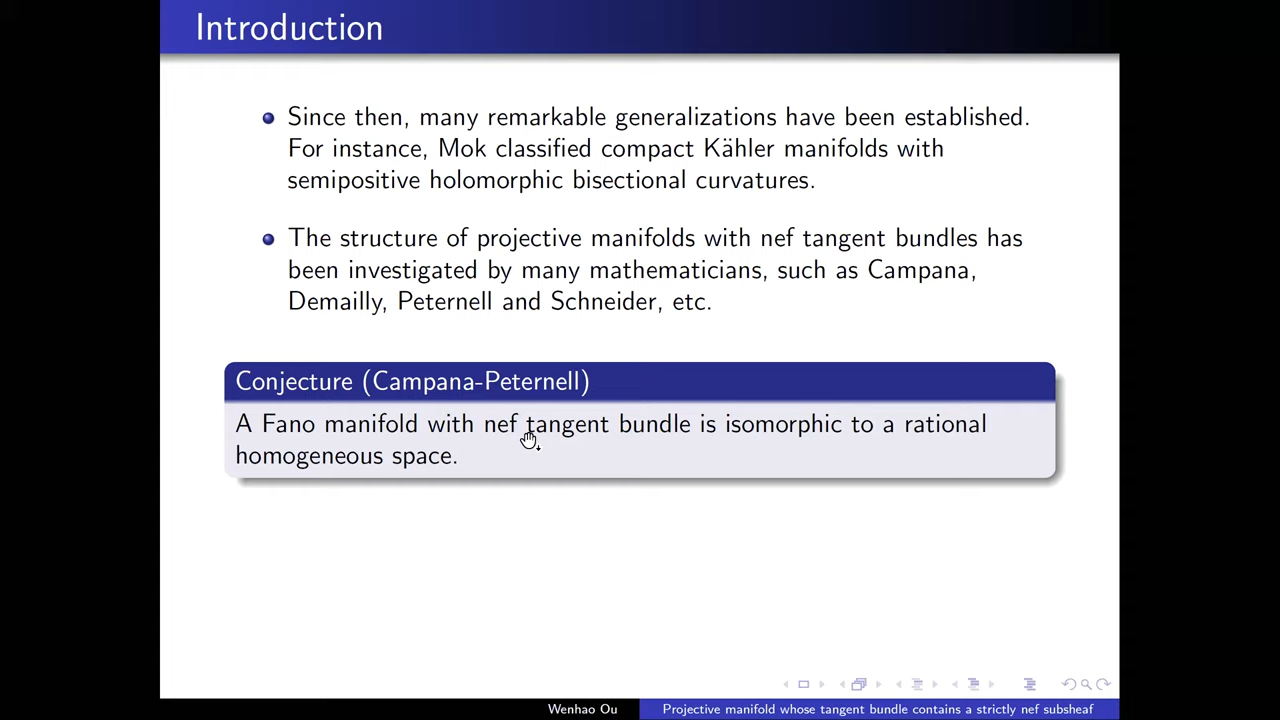 Introduction
Since then, many remarkable generalizations have been established.
For instance, Mok classified compact Kähler manifolds with
semipositive holomorphic bisectional curvatures.
The structure of projective manifolds with nef tangent bundles has
been investigated by many mathematicians, such as Campana,
Demailly, Peternell and Schneider, etc.
Conjecture (Campana-Peternell)
A Fano manifold with nef tangent bundle is isomorphic to a rational
homogeneous space.
Wenhao Ou
Projective manifold whose tangent bundle contains a strictly nef subsheaf